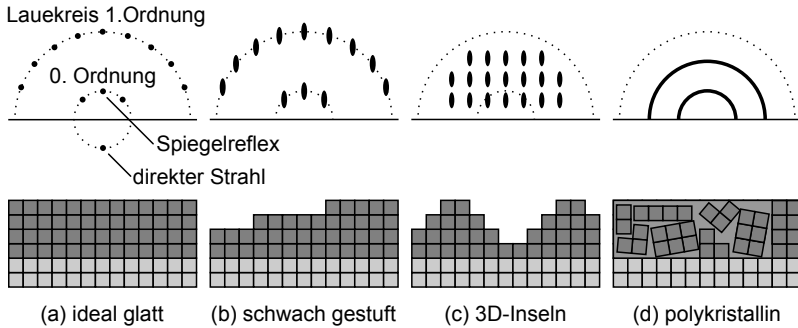 Lauekreis 1.Ordnung
0. Ordnung
Spiegelreflex
direkter Strahl
(a) ideal glatt
(b) schwach gestuft
(c) 3D-Inseln
(d) polykristallin